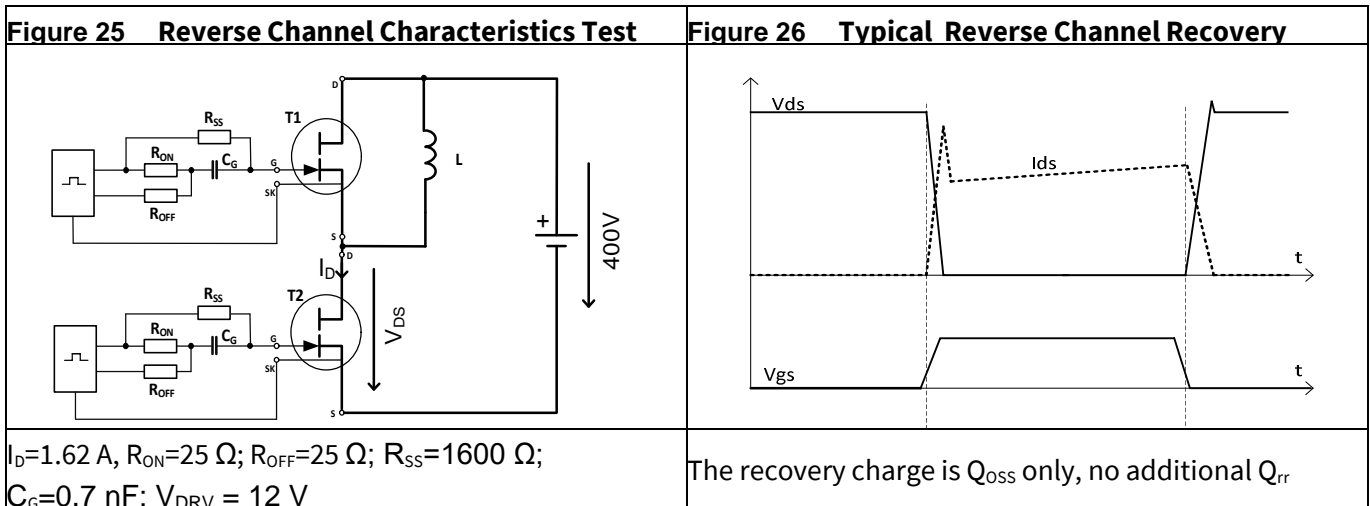 Figure 25 Reverse Channel Characteristics Test
D
T1
RSS
RON
CG
G
SK
ROFF
L
S
D
+
400V
ID
VDS
T2
RSS
RON
CG
G
SK
ROFF
S
ID=1.62 A, RON=25 Ω; ROFF=25 Ω; RSS=1600 Ω;
CG=0.7 nF; VDRV = 12 V
Figure 26 Typical Reverse Channel Recovery
Vds
Ids
t
Vgs
t
The recovery charge is QOSS only, no additional Qrr